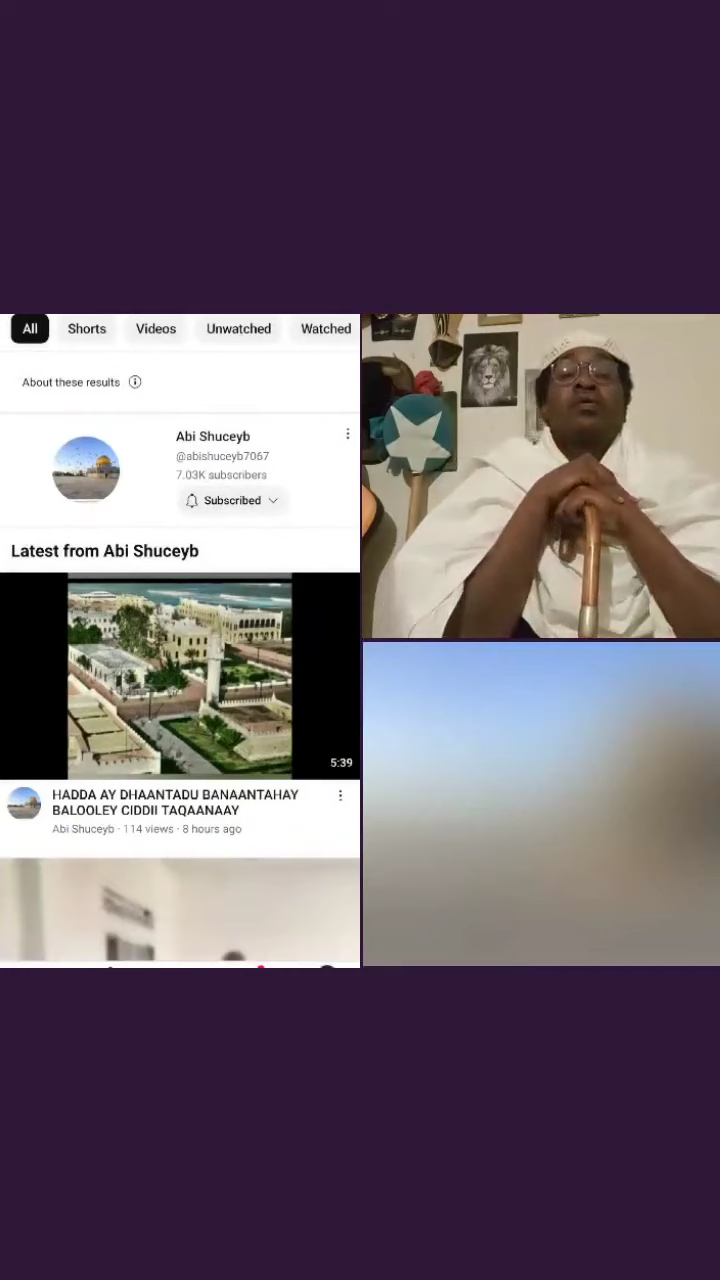 All Shorts Videos Unwatched Watched
About these results
Abi Shuceyb
@abishuceyb7067
7.03K subscribers
Subscribed
Latest from Abi Shuceyb
5:39
HADDA AY DHAANTADU BANAANTAHAY
BALOOLEY CIDDII TAQAANAAY
Abi Shuceyb · 114 views · 8 hours ago